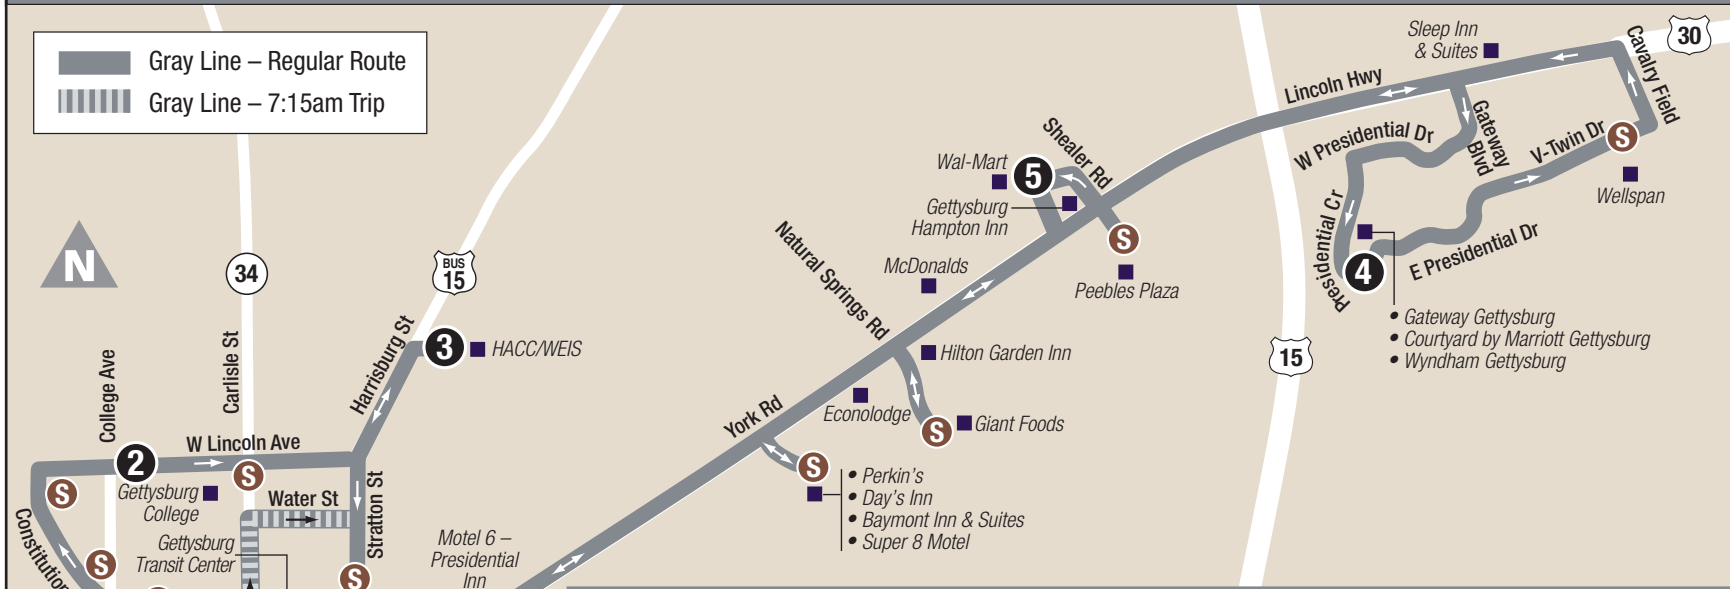 Gray Line – Regular Route
Gray Line – 7:15am Trip
N
34
BUS
15
3
HACC/WEIS
Harrisburg St
Carlisle St
College Ave
W Lincoln Ave
2
S
S
Gettysburg
College
Water St
Stratton St
Constitution
S
Gettysburg
Transit Center
S
Motel 6 –
Presidential
Inn
York Rd
S
• Perkin's
• Day's Inn
• Baymont Inn & Suites
• Super 8 Motel
Econolodge
S
Giant Foods
Hilton Garden Inn
McDonalds
Natural Springs Rd
Wal-Mart
5
Gettysburg
Hampton Inn
Shealer Rd
S
Peebles Plaza
15
Lincoln Hwy
Sleep Inn
& Suites
30
Cavalry Field
Gateway
Blvd
W Presidential Dr
V-Twin Dr
S
Wellspan
Presidential Cr
4
E Presidential Dr
• Gateway Gettysburg
• Courtyard by Marriott Gettysburg
• Wyndham Gettysburg